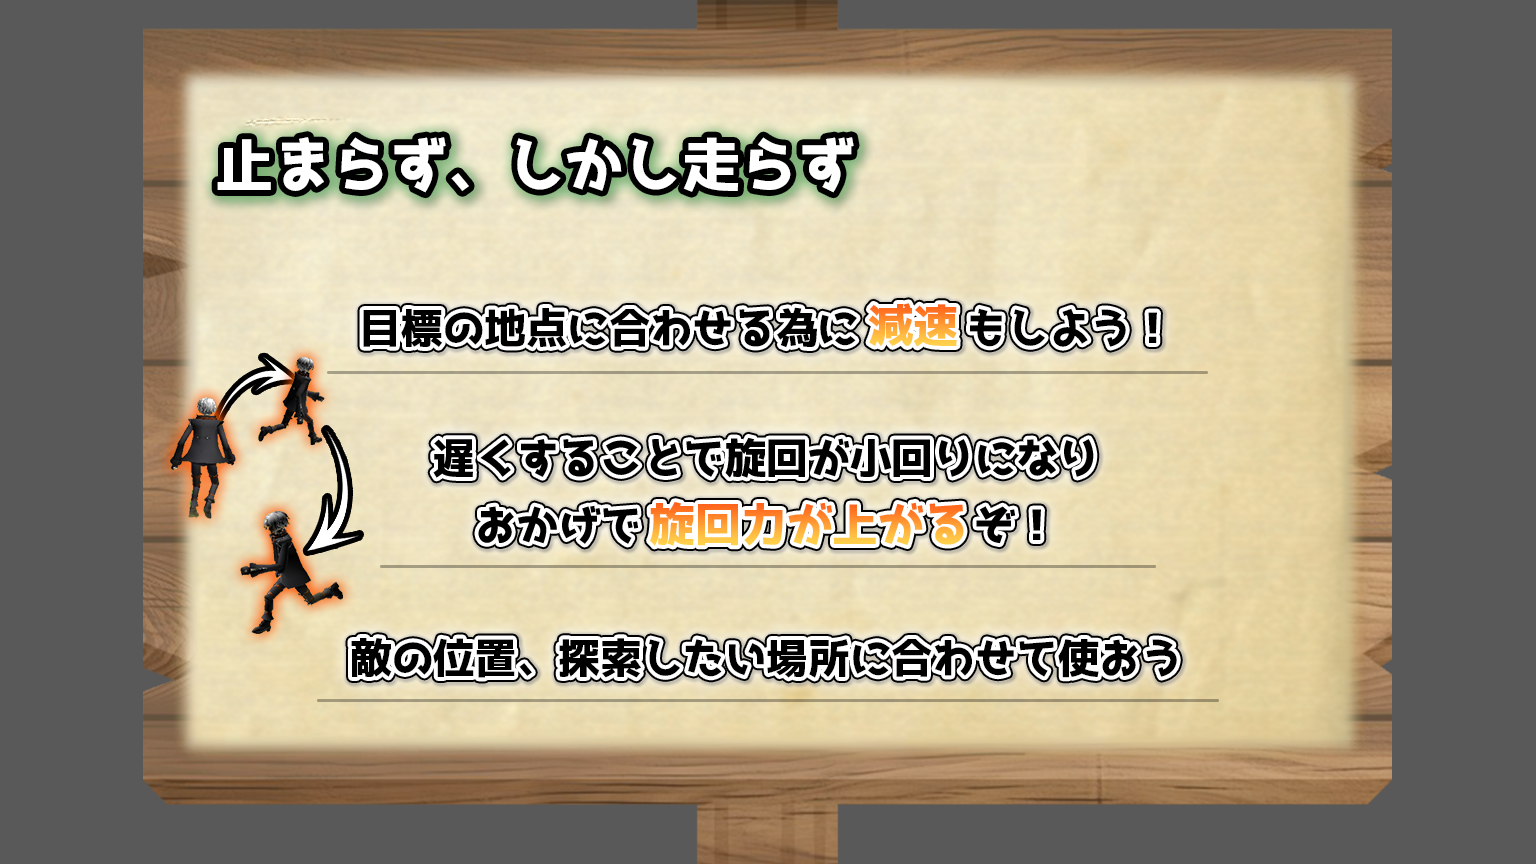 止まらず、しかし走らず
目標の地点に合わせる為に減速もしよう！
遅くすることで旋回が小回りになり
おかげで旋回力が上がるぞ！
敵の位置、探索したい場所に合わせて使おう